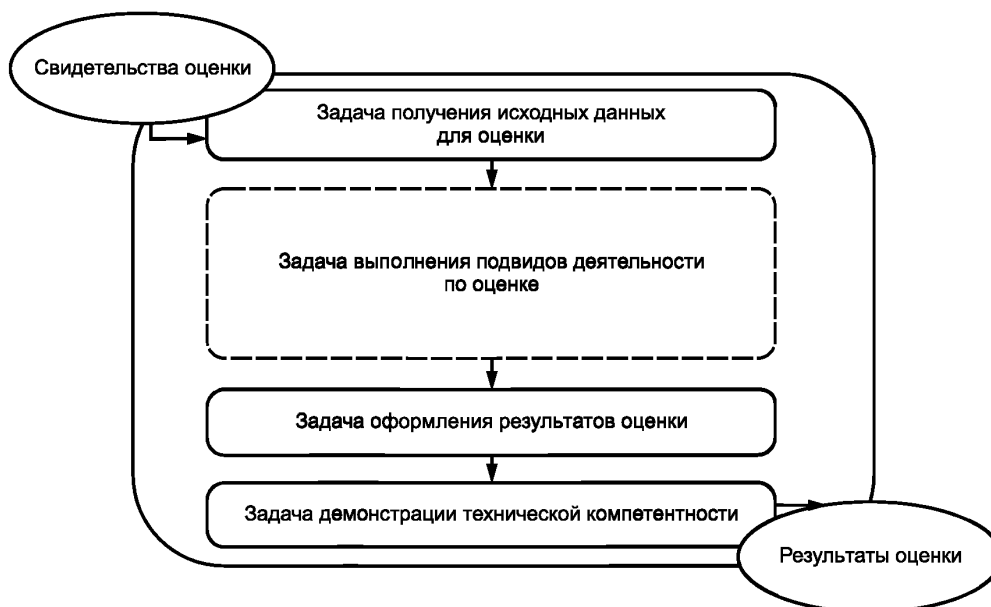 Свидетельства оценки
Задача получения исходных данных
для оценки
Задача выполнения подвидов деятельности
по оценке
Задача оформления результатов оценки
Задача демонстрации технической компетентности
Результаты оценки